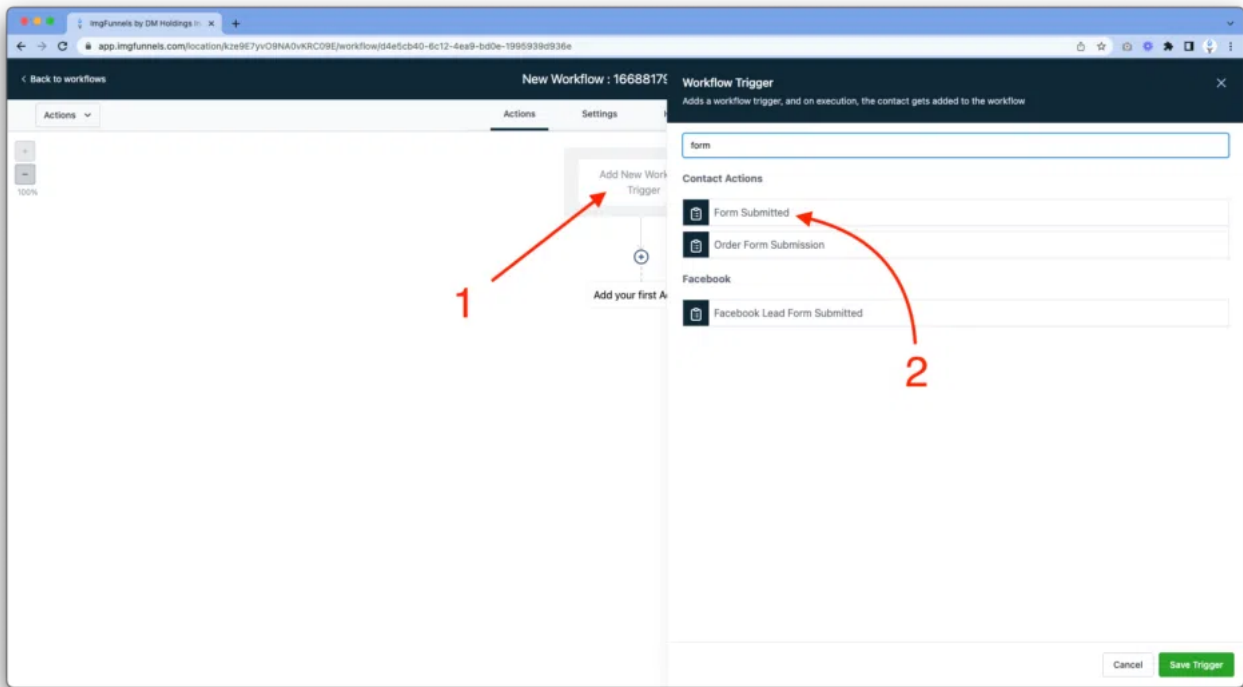 ImgFunnels by DM Holdings In
app.imgfunnels.com/location/kze9E7yvO9NA0vKRC09E/workflow/d4e5cb40-6c12-4ea9-bd0e-1995939d936e
Back to workflows
New Workflow : 16688179
Actions
Actions
Settings
100%
Add New Work
Trigger
Add your first A
1
Workflow Trigger
Adds a workflow trigger, and on execution, the contact gets added to the workflow
form
Contact Actions
Form Submitted
Order Form Submission
Facebook
Facebook Lead Form Submitted
2
Cancel
Save Trigger